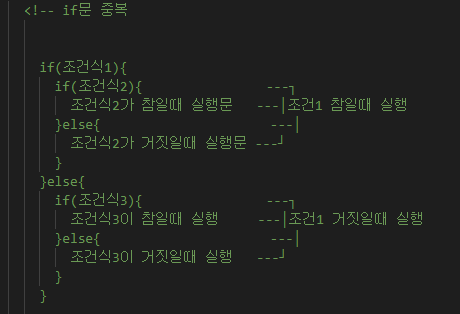 <!-- if문 중복
if(조건식1){
if(조건식2){ ---┐
조건식2가 참일때 실행문 ---│조건1 참일때 실행
}else{ ---│
조건식2가 거짓일때 실행문 ---┘
}
}else{
if(조건식3){ ---┐
조건식3이 참일때 실행 ---│조건1 거짓일때 실행
}else{ ---│
조건식3이 거짓일때 실행 ---┘
}
}